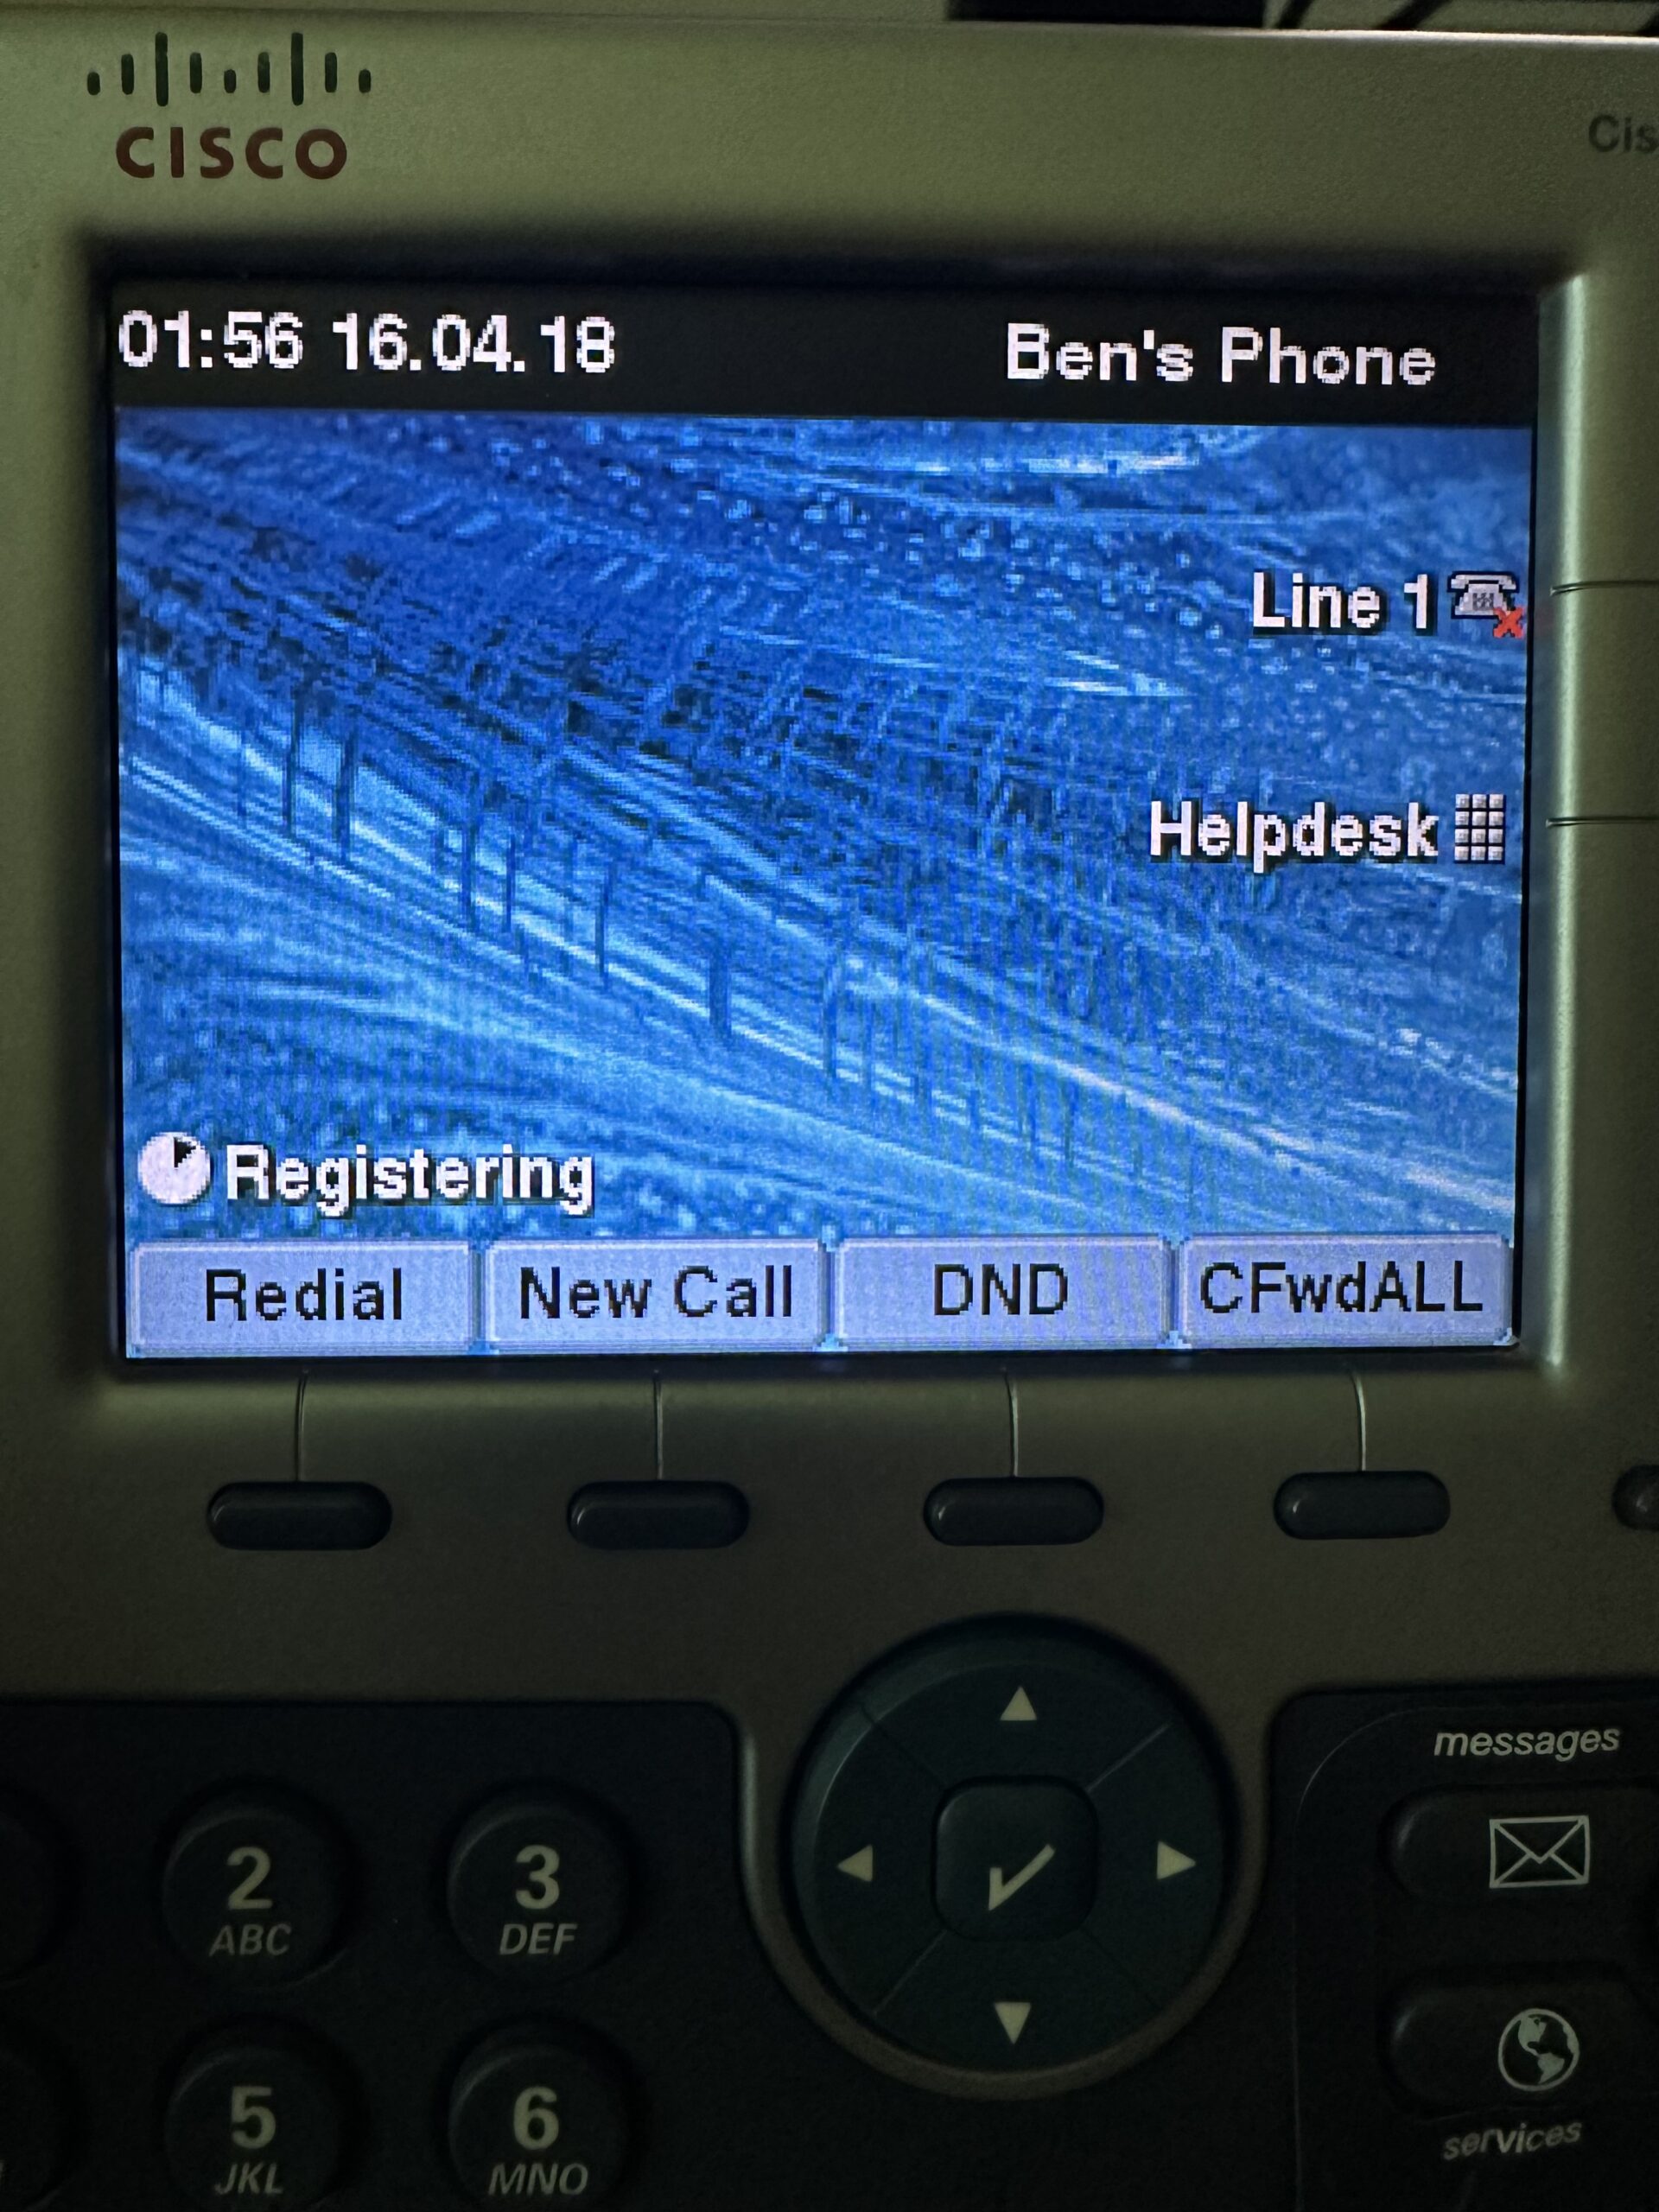 CISCO
Cis
01:56 16.04.18 Ben's Phone
Line 1
Helpdesk
Registering
Redial New Call DND CFwdALL
messages
2 3
ABC DEF
5 6
JKL MNO
services